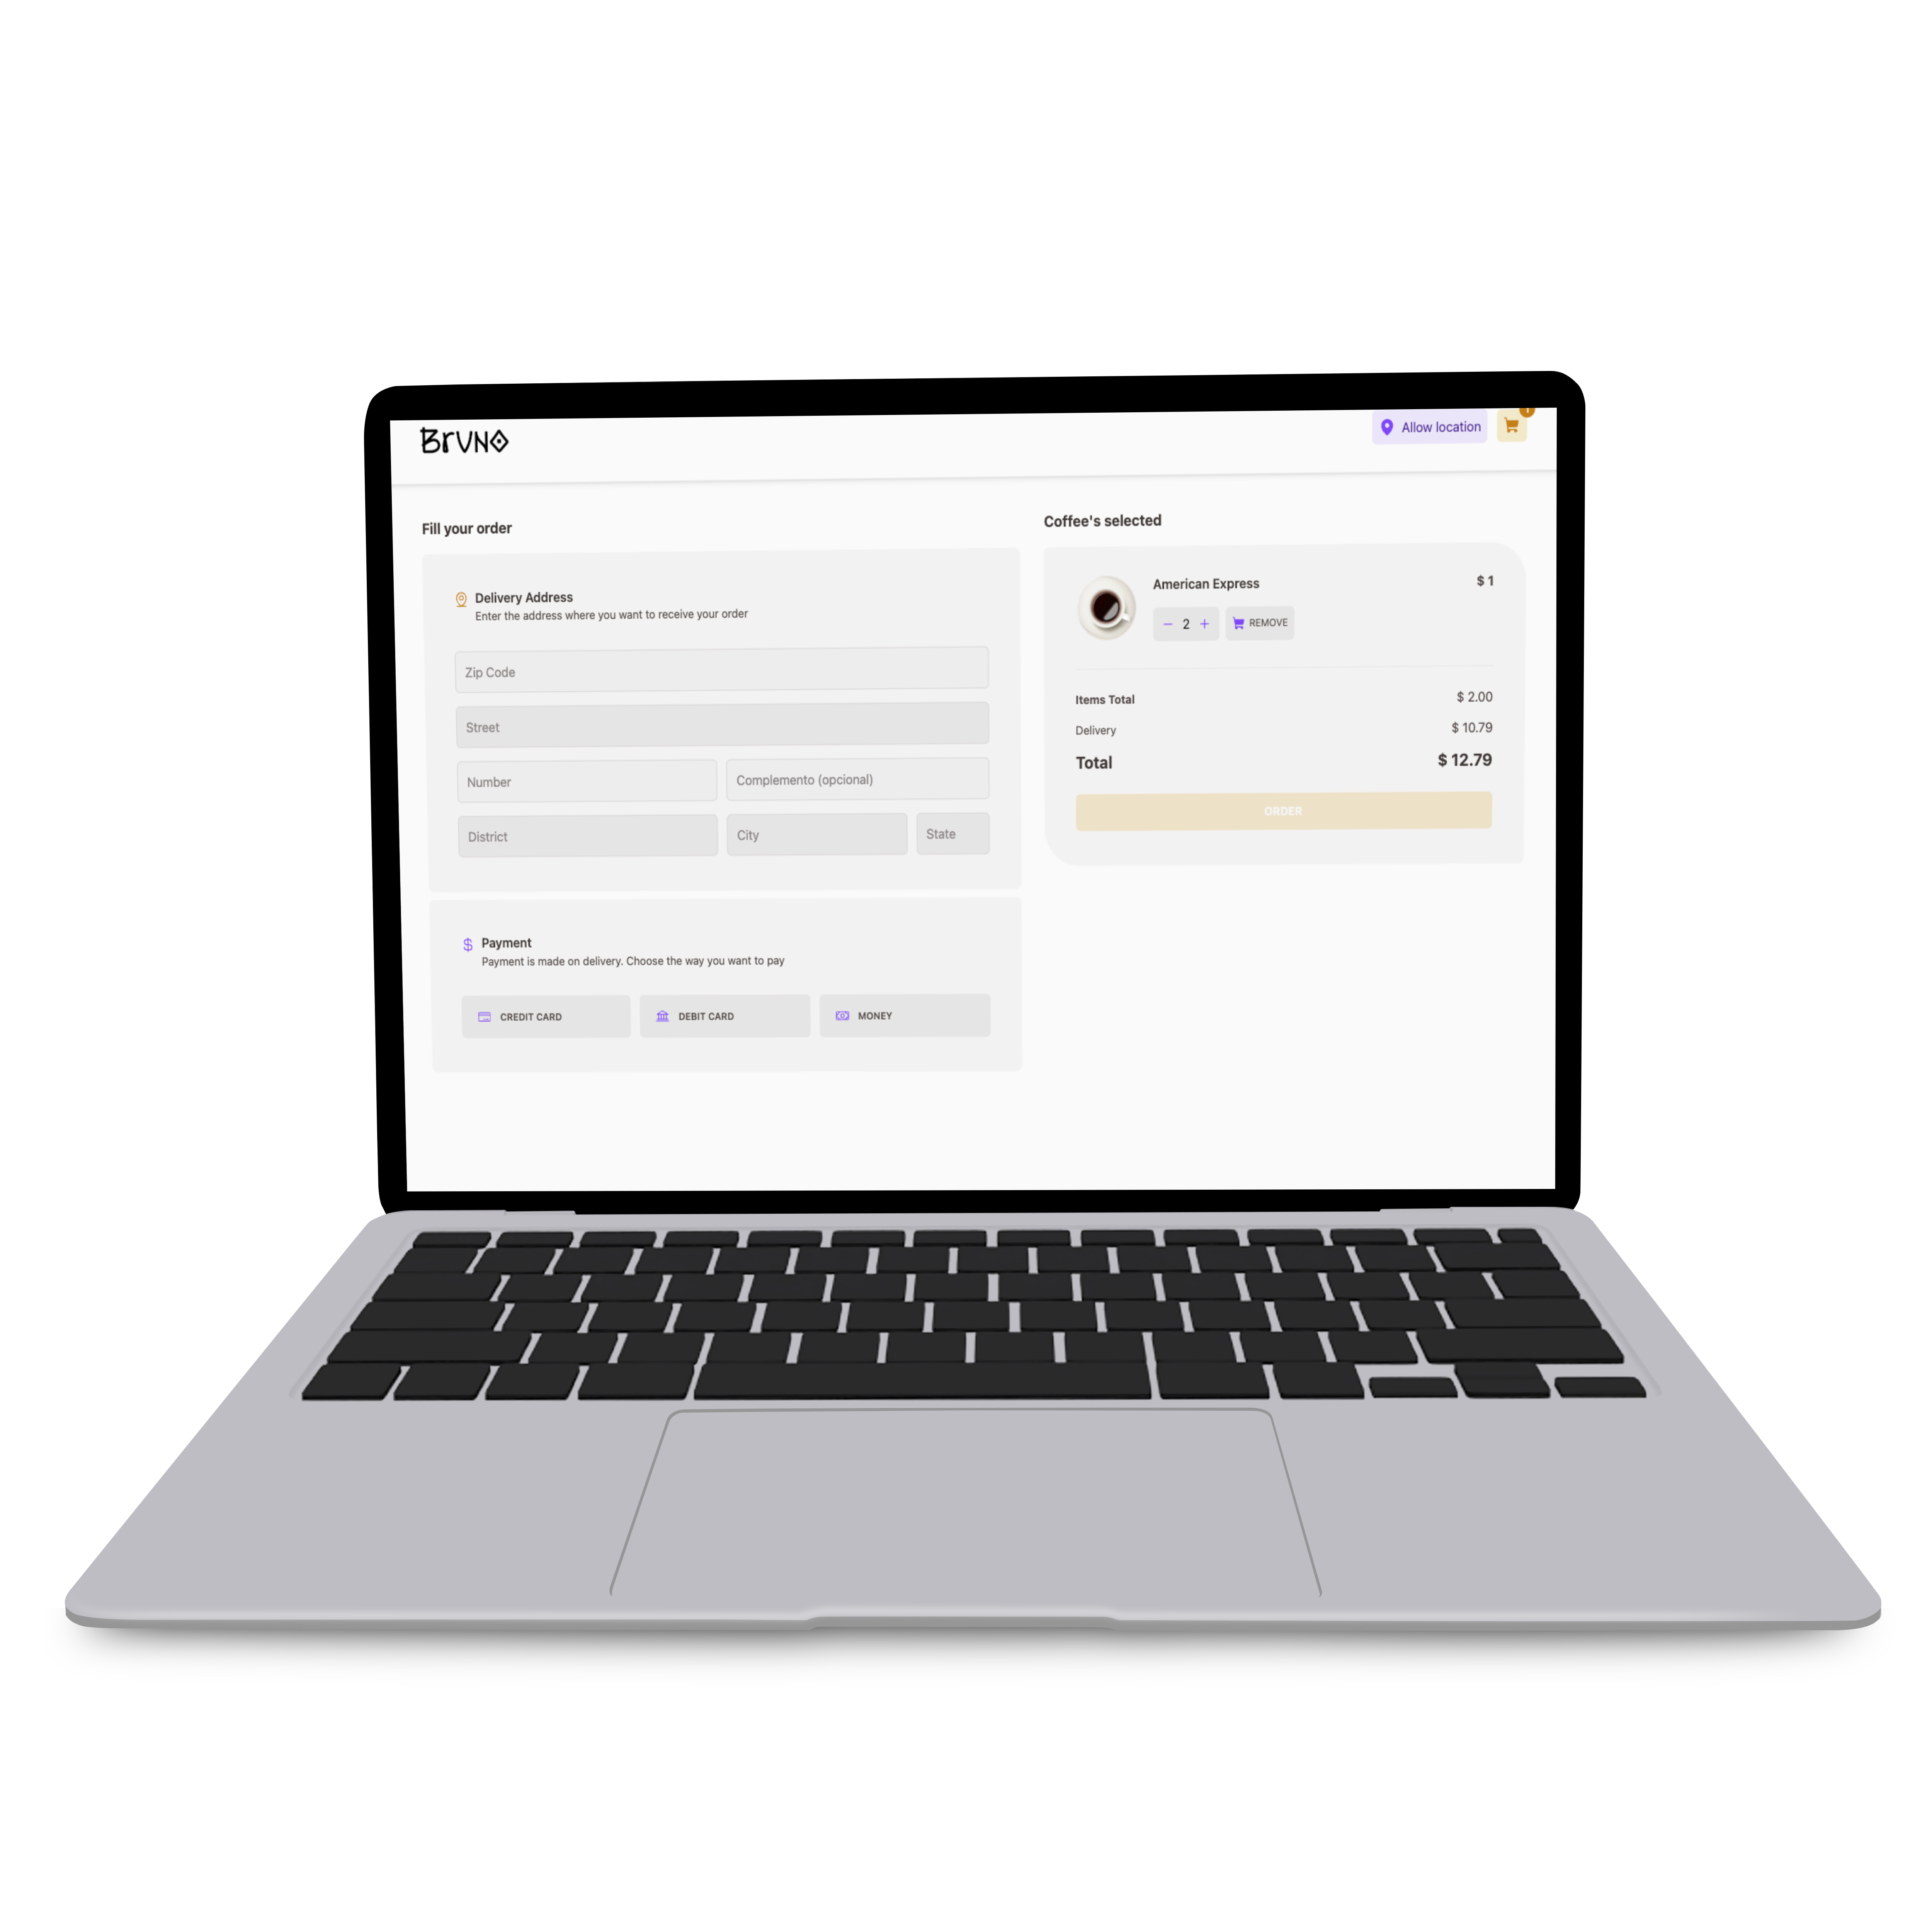 BrVNO
Allow location
1
Fill your order
Delivery Address
Enter the address where you want to receive your order
Zip Code
Street
Number
Complemento (opcional)
District
City
State
Payment
Payment is made on delivery. Choose the way you want to pay
CREDIT CARD
DEBIT CARD
MONEY
Coffee's selected
American Express
$ 1
− 2 +
REMOVE
Items Total
$ 2.00
Delivery
$ 10.79
Total
$ 12.79
ORDER